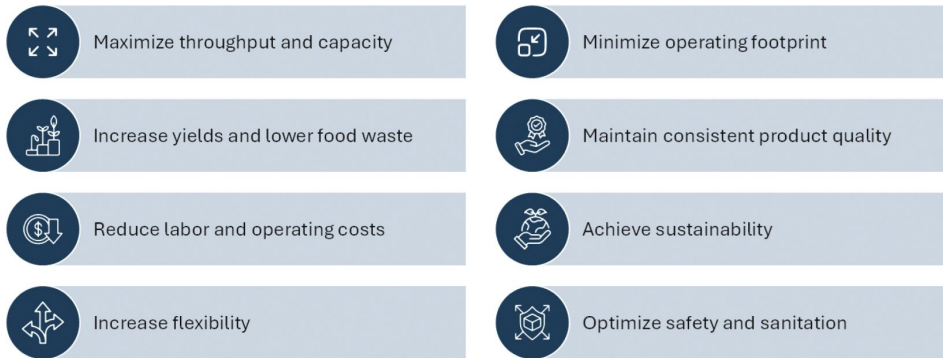 Maximize throughput and capacity
Minimize operating footprint
Increase yields and lower food waste
Maintain consistent product quality
Reduce labor and operating costs
Achieve sustainability
Increase flexibility
Optimize safety and sanitation